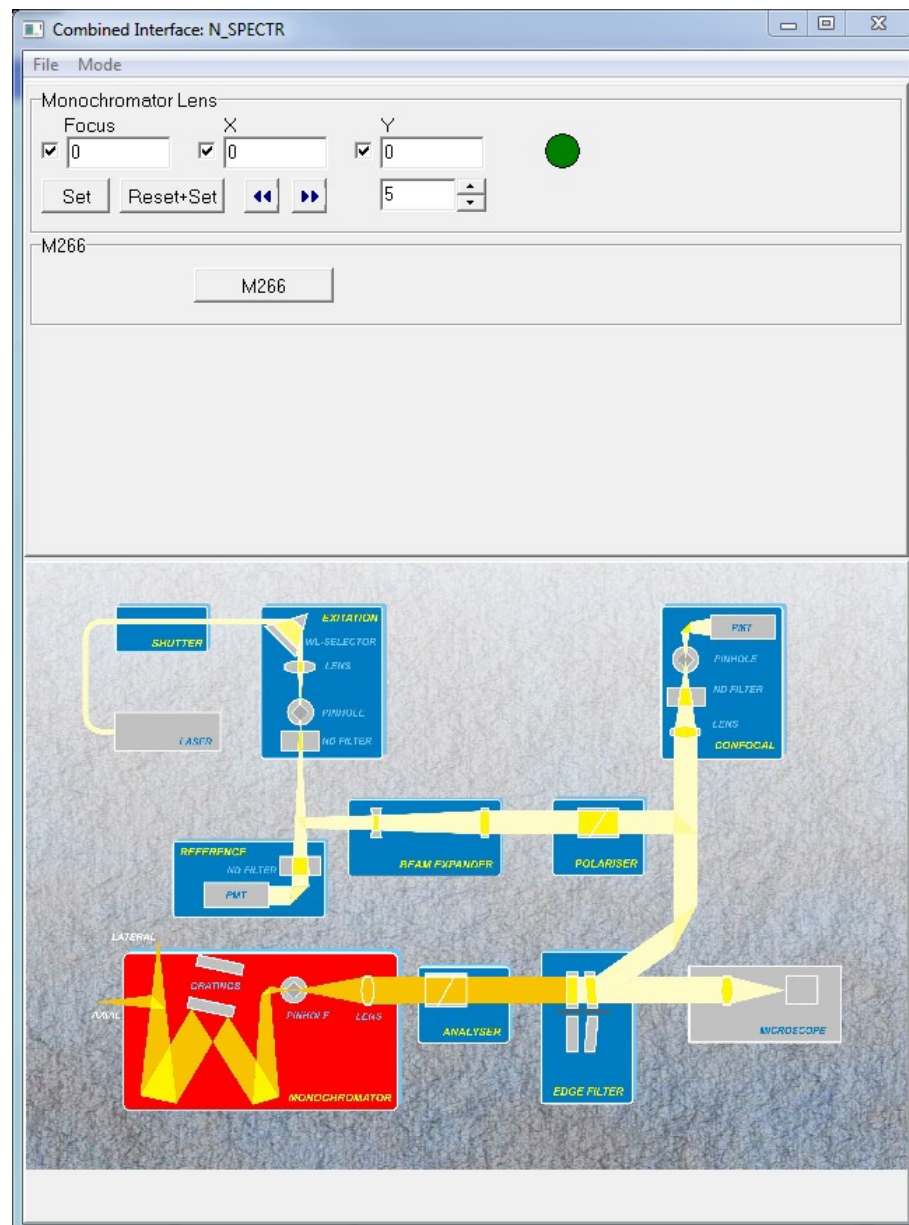 Combined Interface: N_SPECTR
File Mode
Monochromator Lens
Focus X Y
0 0 0
Set Reset+Set 5
M266
M266
EXITATION
SHUTTER
WL-SELECTOR
LENS
PINHOLE
LASER
ND FILTER
PMT
PINHOLE
ND FILTER
LENS
CONFOCAL
REFERENCE
ND FILTER
PMT
BEAM EXPANDER
POLARISER
LATERAL
AXIAL
GRATINGS
PINHOLE
LENS
MONOCHROMATOR
ANALYSER
EDGE FILTER
MICROSCOPE